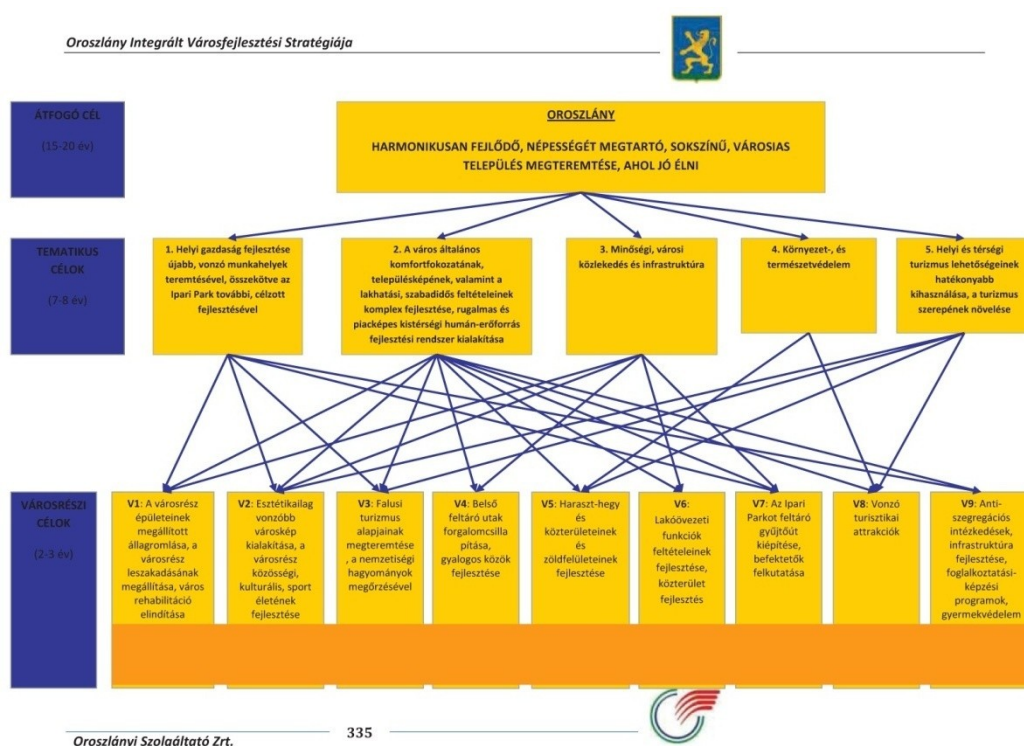 Oroszlány Integrált Városfejlesztési Stratégiája
ÁTFOGÓ CÉL
(15-20 év)
OROSZLÁNY
HARMONIKUSAN FEJLŐDŐ, NÉPESSÉGÉT MEGTARTÓ, SOKSZÍNŰ, VÁROSIAS
TELEPÜLÉS MEGTEREMTÉSE, AHOL JÓ ÉLNI
TEMATIKUS
CÉLOK
(7-8 év)
1. Helyi gazdaság fejlesztése
újabb, vonzó munkahelyek
teremtésével, összekötve az
Ipari Park további, célzott
fejlesztésével
2. A város általános
komfortfokozatának,
településképének, valamint a
lakhatási, szabadidős feltételeinek
komplex fejlesztése, rugalmas és
piacképes kistérségi humán-erőforrás
fejlesztési rendszer kialakítása
3. Minőségi, városi
közlekedés és infrastruktúra
4. Környezet-, és
természetvédelem
5. Helyi és térségi
turizmus lehetőségeinek
hatékonyabb
kihasználása, a turizmus
szerepének növelése
VÁROSRÉSZI
CÉLOK
(2-3 év)
V1: A városrész
épületeinek
megállított
állagromlása, a
városrész
leszakadásának
megállítása, város
rehabilitáció
elindítása
V2: Esztétikailag
vonzóbb
városkép
kialakítása, a
városrész
közösségi,
kulturális, sport
életének
fejlesztése
V3: Falusi
turizmus
alapjainak
megteremtése
, a nemzetiségi
hagyományok
megőrzésével
V4: Belső
feltáró utak
forgalomcsilla
pítása,
gyalogos közök
fejlesztése
V5: Haraszt-hegy
és
közterületeinek
és
zöldfelületeinek
fejlesztése
V6:
Lakóövezeti
funkciók
feltételeinek
fejlesztése,
közterület
fejlesztés
V7: Az Ipari
Parkot feltáró
gyűjtőút
kiépítése,
befektetők
felkutatása
V8: Vonzó
turisztikai
attrakciók
V9: Anti-
szegregációs
intézkedések,
infrastruktúra
fejlesztése,
foglalkoztatási-
képzési
programok,
gyermekvédelem
335
Oroszlányi Szolgáltató Zrt.